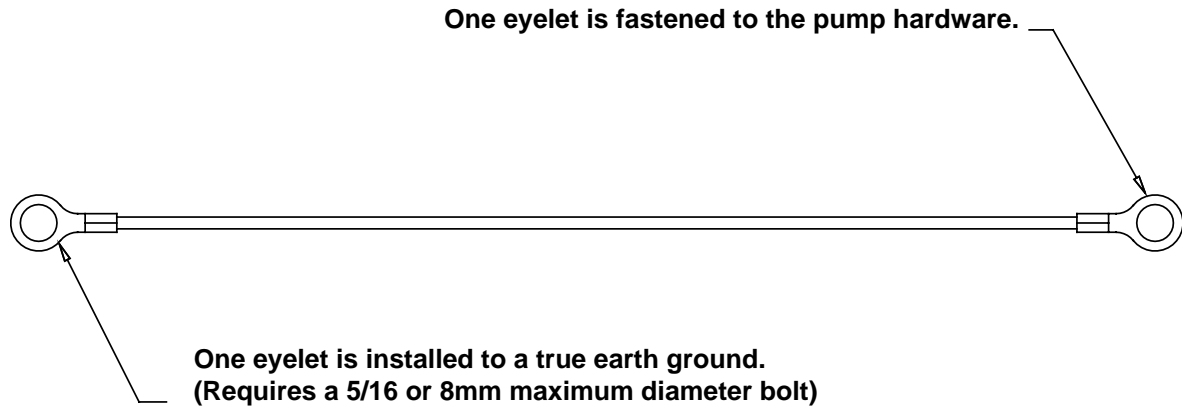 One eyelet is fastened to the pump hardware.
One eyelet is installed to a true earth ground.
(Requires a 5/16 or 8mm maximum diameter bolt)